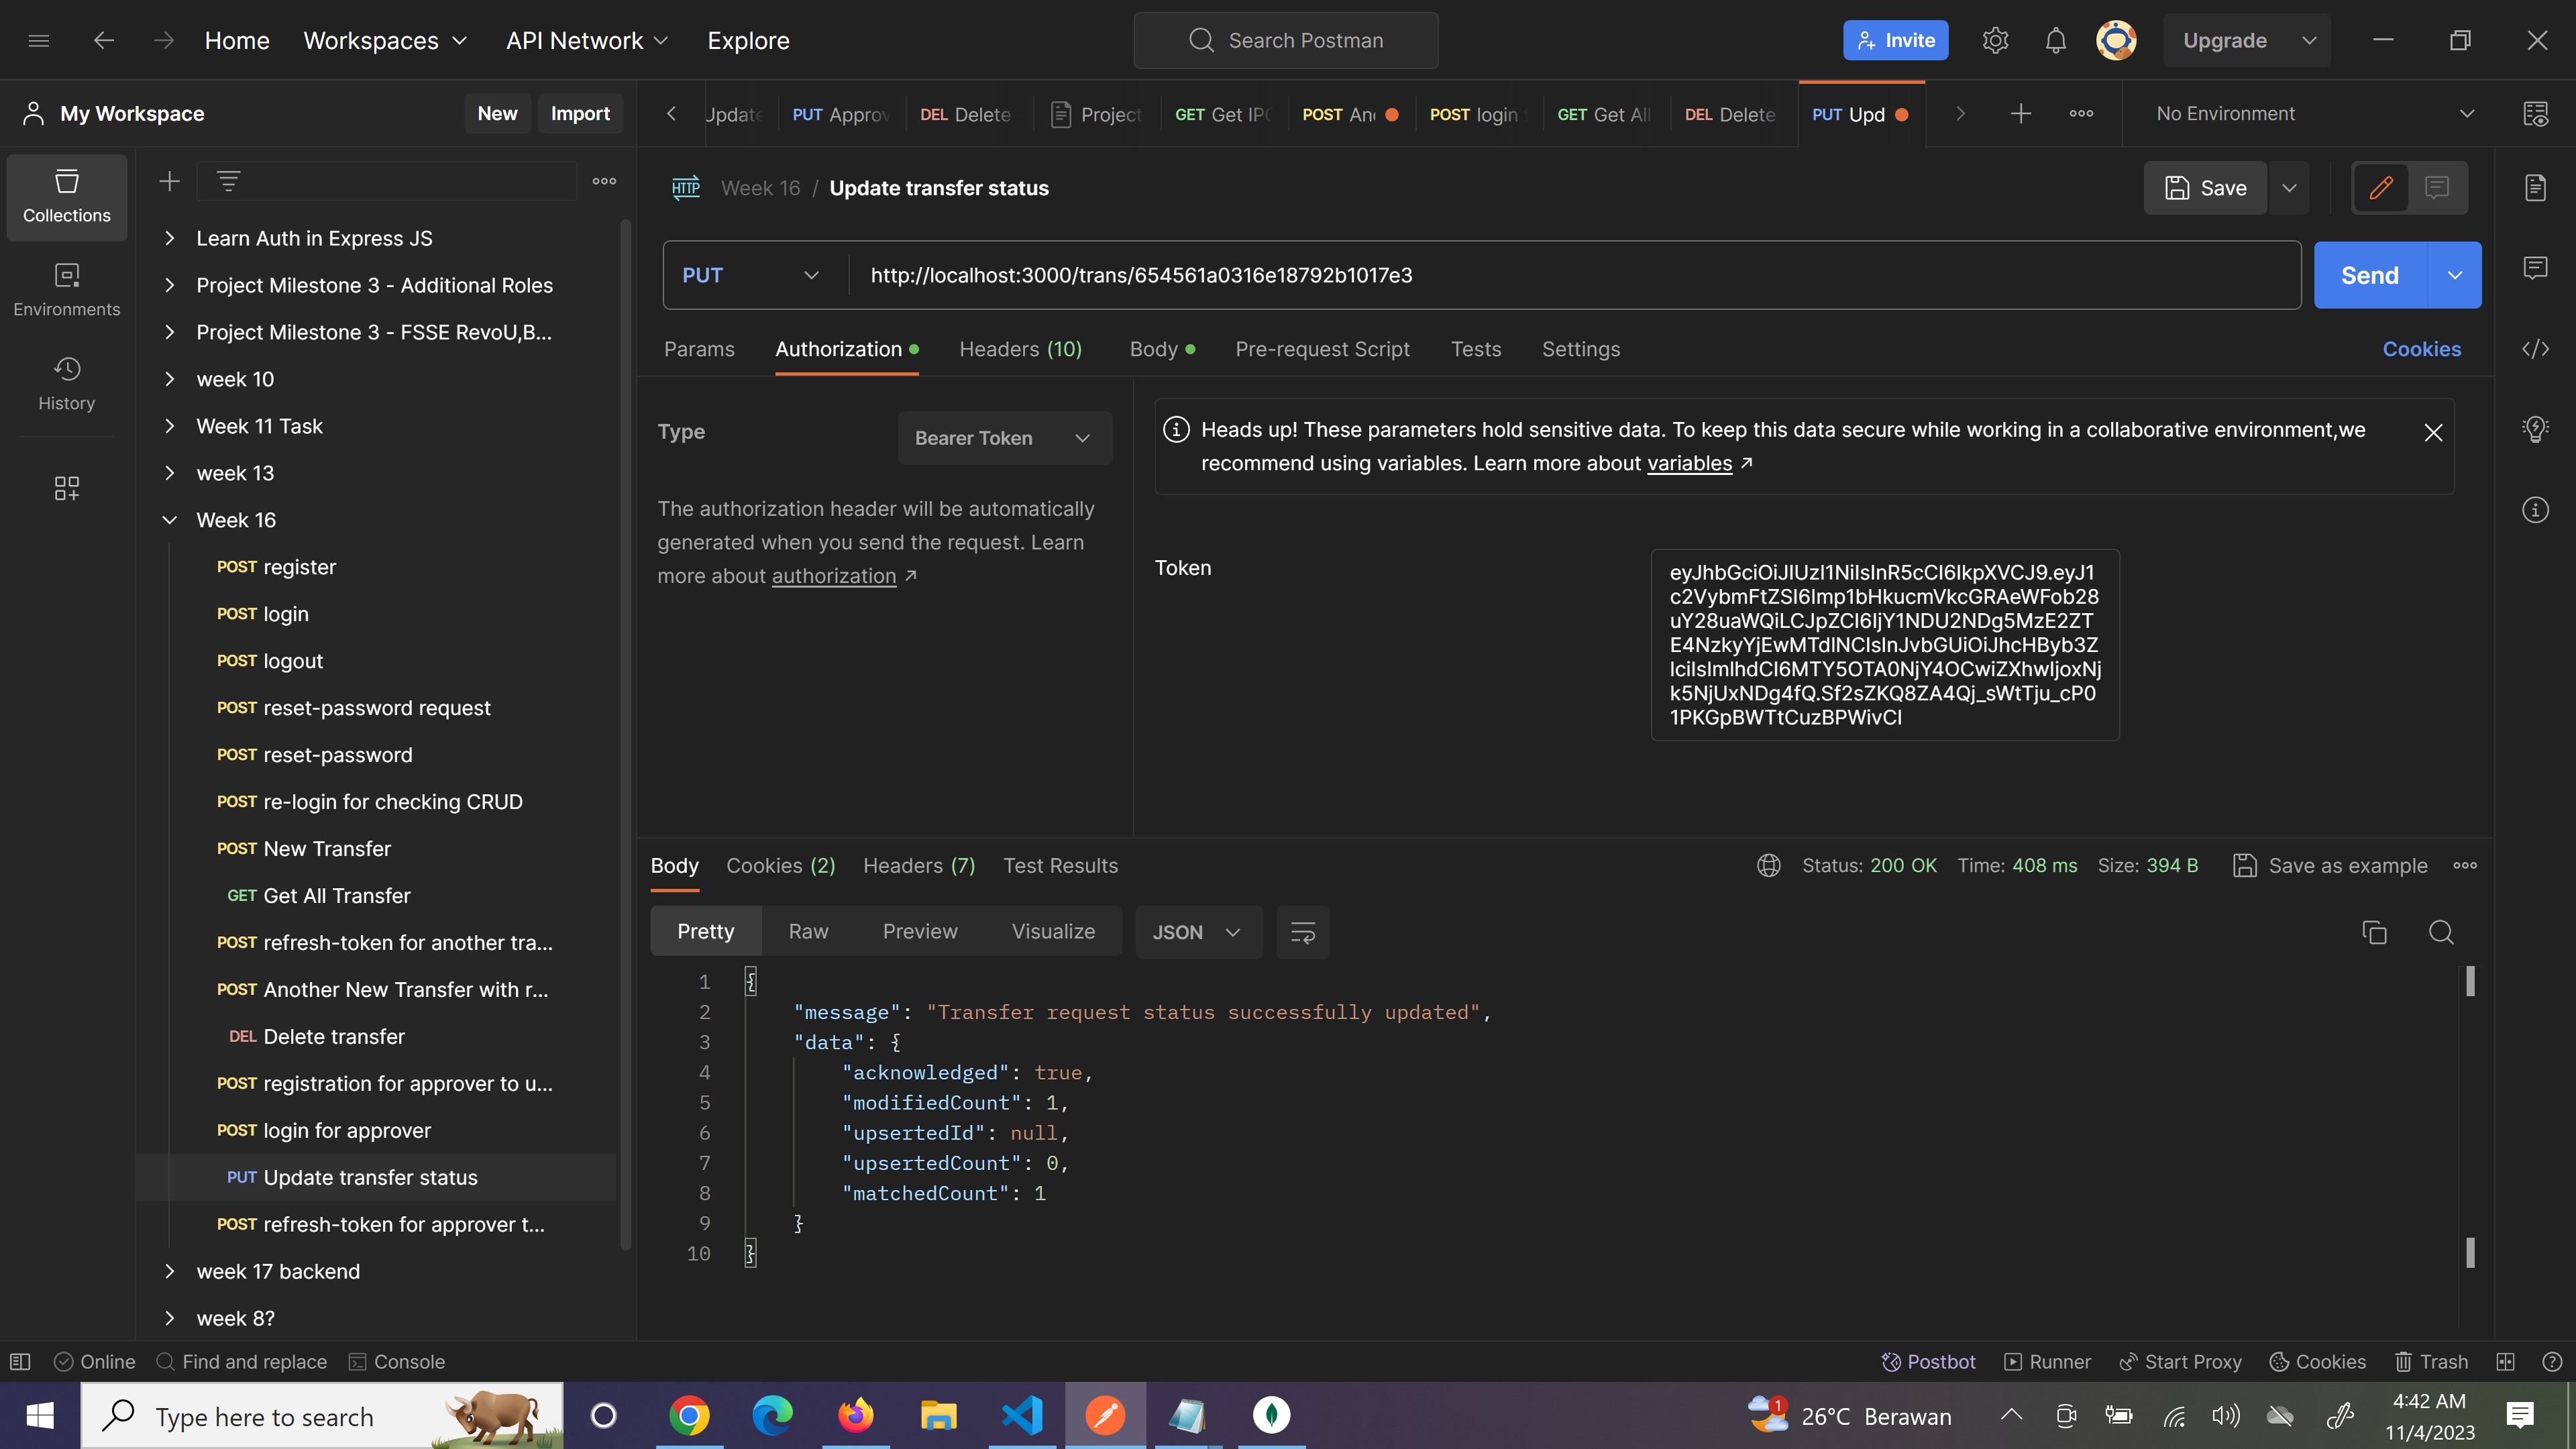 Home
Workspaces
API Network
Explore
Search Postman
Invite
Upgrade
My Workspace
New
Import
Update
PUT Approv
DEL Delete
Project
GET Get IP
POST An
POST login
GET Get All
DEL Delete
PUT Upd
No Environment
Collections
Environments
History
Learn Auth in Express JS
Project Milestone 3 - Additional Roles
Project Milestone 3 - FSSE RevoU,B...
week 10
Week 11 Task
week 13
Week 16
POST register
POST login
POST logout
POST reset-password request
POST reset-password
POST re-login for checking CRUD
POST New Transfer
GET Get All Transfer
POST refresh-token for another tra...
POST Another New Transfer with r...
DEL Delete transfer
POST registration for approver to u...
POST login for approver
PUT Update transfer status
POST refresh-token for approver t...
week 17 backend
week 8?
HTTP Week 16 / Update transfer status
Save
PUT
http://localhost:3000/trans/654561a0316e18792b1017e3
Send
Params
Authorization
Headers (10)
Body
Pre-request Script
Tests
Settings
Cookies
Type
Bearer Token
The authorization header will be automatically
generated when you send the request. Learn
more about authorization ↗
Heads up! These parameters hold sensitive data. To keep this data secure while working in a collaborative environment,we
recommend using variables. Learn more about variables ↗
Token
Body
Cookies (2)
Headers (7)
Test Results
Status: 200 OK
Time: 408 ms
Size: 394 B
Save as example
Pretty
Raw
Preview
Visualize
JSON
1 {
2 "message": "Transfer request status successfully updated",
3 "data": {
4 "acknowledged": true,
5 "modifiedCount": 1,
6 "upsertedId": null,
7 "upsertedCount": 0,
8 "matchedCount": 1
9 }
10 }
Online
Find and replace
Console
Postbot
Runner
Start Proxy
Cookies
Trash
Type here to search
1
26°C Berawan
4:42 AM
11/4/2023